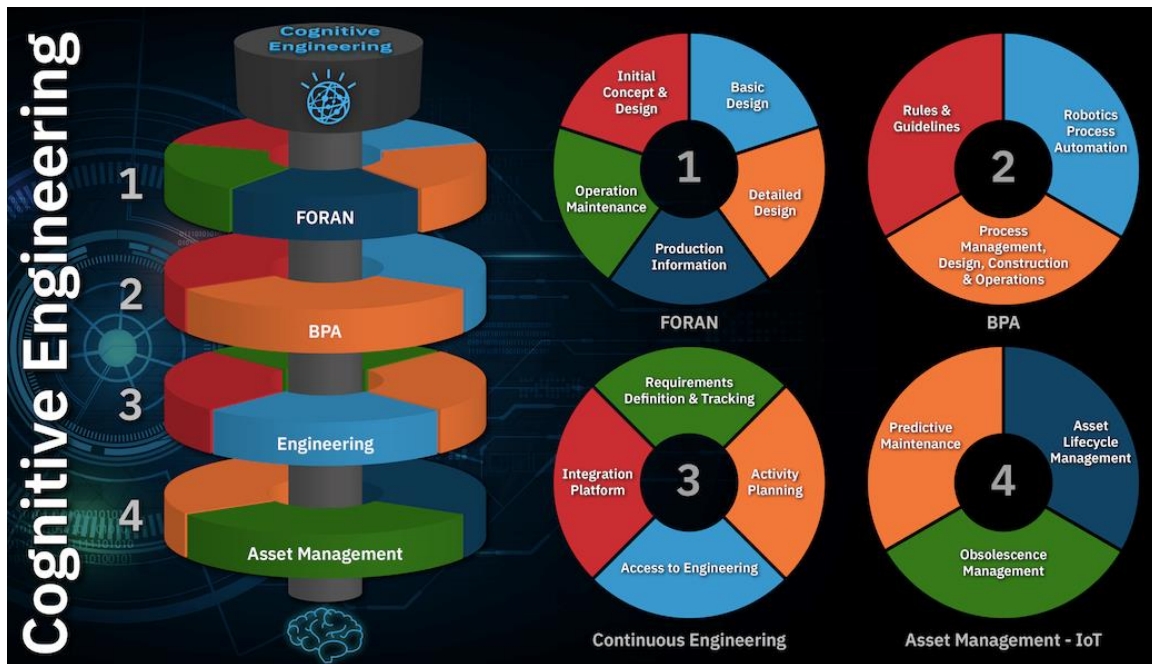 Cognitive Engineering
Cognitive
Engineering
1
FORAN
2
BPA
3
Engineering
4
Asset Management
Initial
Concept &
Design
Basic
Design
Operation
Maintenance
1
Detailed
Design
Production
Information
FORAN
Rules &
Guidelines
Robotics
Process
Automation
2
Process
Management,
Design, Construction
& Operations
BPA
Requirements
Definition & Tracking
Integration
Platform
3
Activity
Planning
Access to Engineering
Continuous Engineering
Predictive
Maintenance
Asset
Lifecycle
Management
4
Obsolescence
Management
Asset Management - IoT